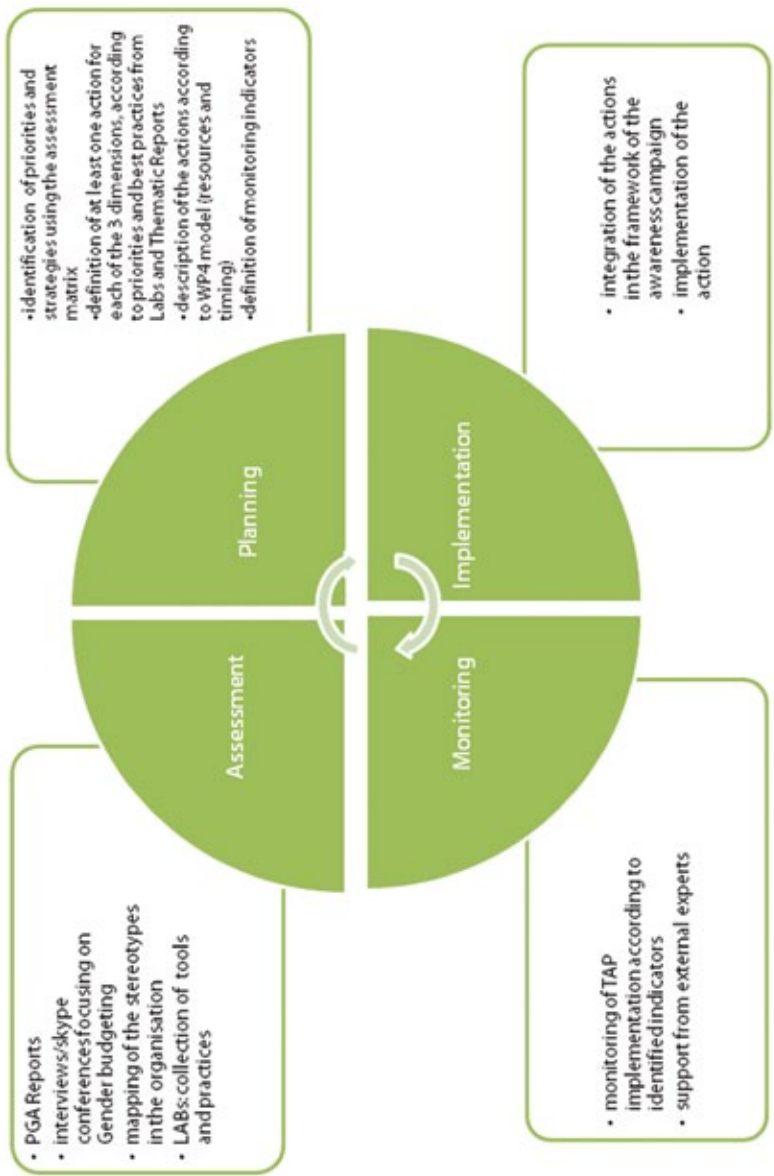 • PGA Reports
• interviews/skype
conferences focusing on
Gender budgeting
• mapping of the stereotypes
in the organisation
• LABs: collection of tools
and practices
Assessment
•identification of priorities and
strategies using the assessment
matrix
•definition of at least one action for
each of the 3 dimensions, according
to priorities and best practices from
Labs and Thematic Reports
•description of the actions according
to WP4 model (resources and
timing)
•definition of monitoring indicators
Planning
Monitoring
• monitoring of TAP
implementation according to
identified indicators
• support from external experts
Implementation
• integration of the actions
in the framework of the
awareness campaign
• implementation of the
action